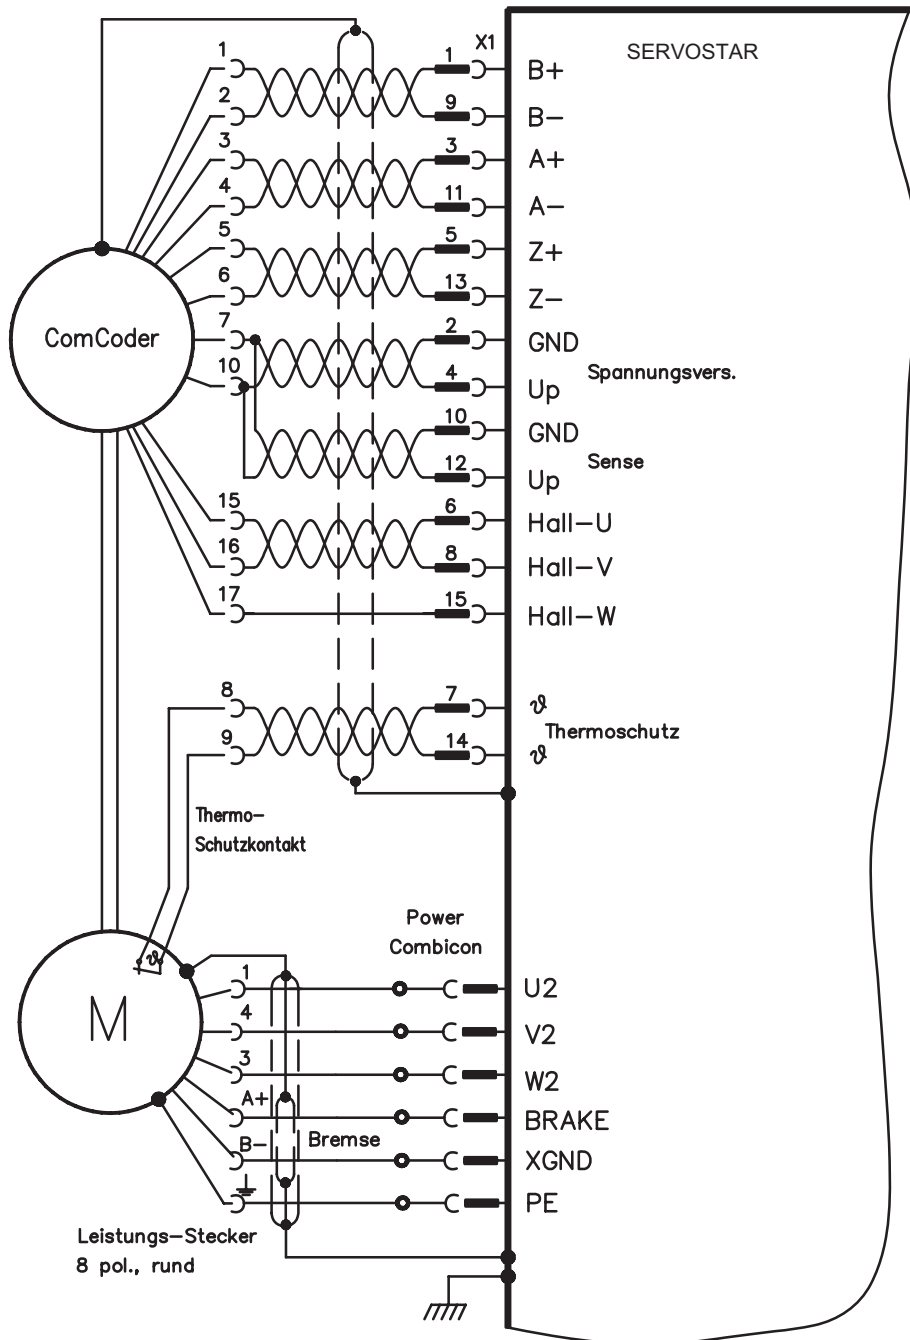 X1
SERVOSTAR
1 1 B+
2 9 B-
3 3 A+
4 11 A-
5 5 Z+
6 13 Z-
ComCoder
7 2 GND
Spannungsvers.
10 4 Up
10 GND
Sense
12 Up
15 6 Hall-U
16 8 Hall-V
17 15 Hall-W
8 7 ϑ
Thermoschutz
9 14 ϑ
Thermo-
Schutzkontakt
Power
Combicon
ϑ
M
1 U2
4 V2
3 W2
A+ BRAKE
Bremse
B- XGND
PE
Leistungs-Stecker
8 pol., rund